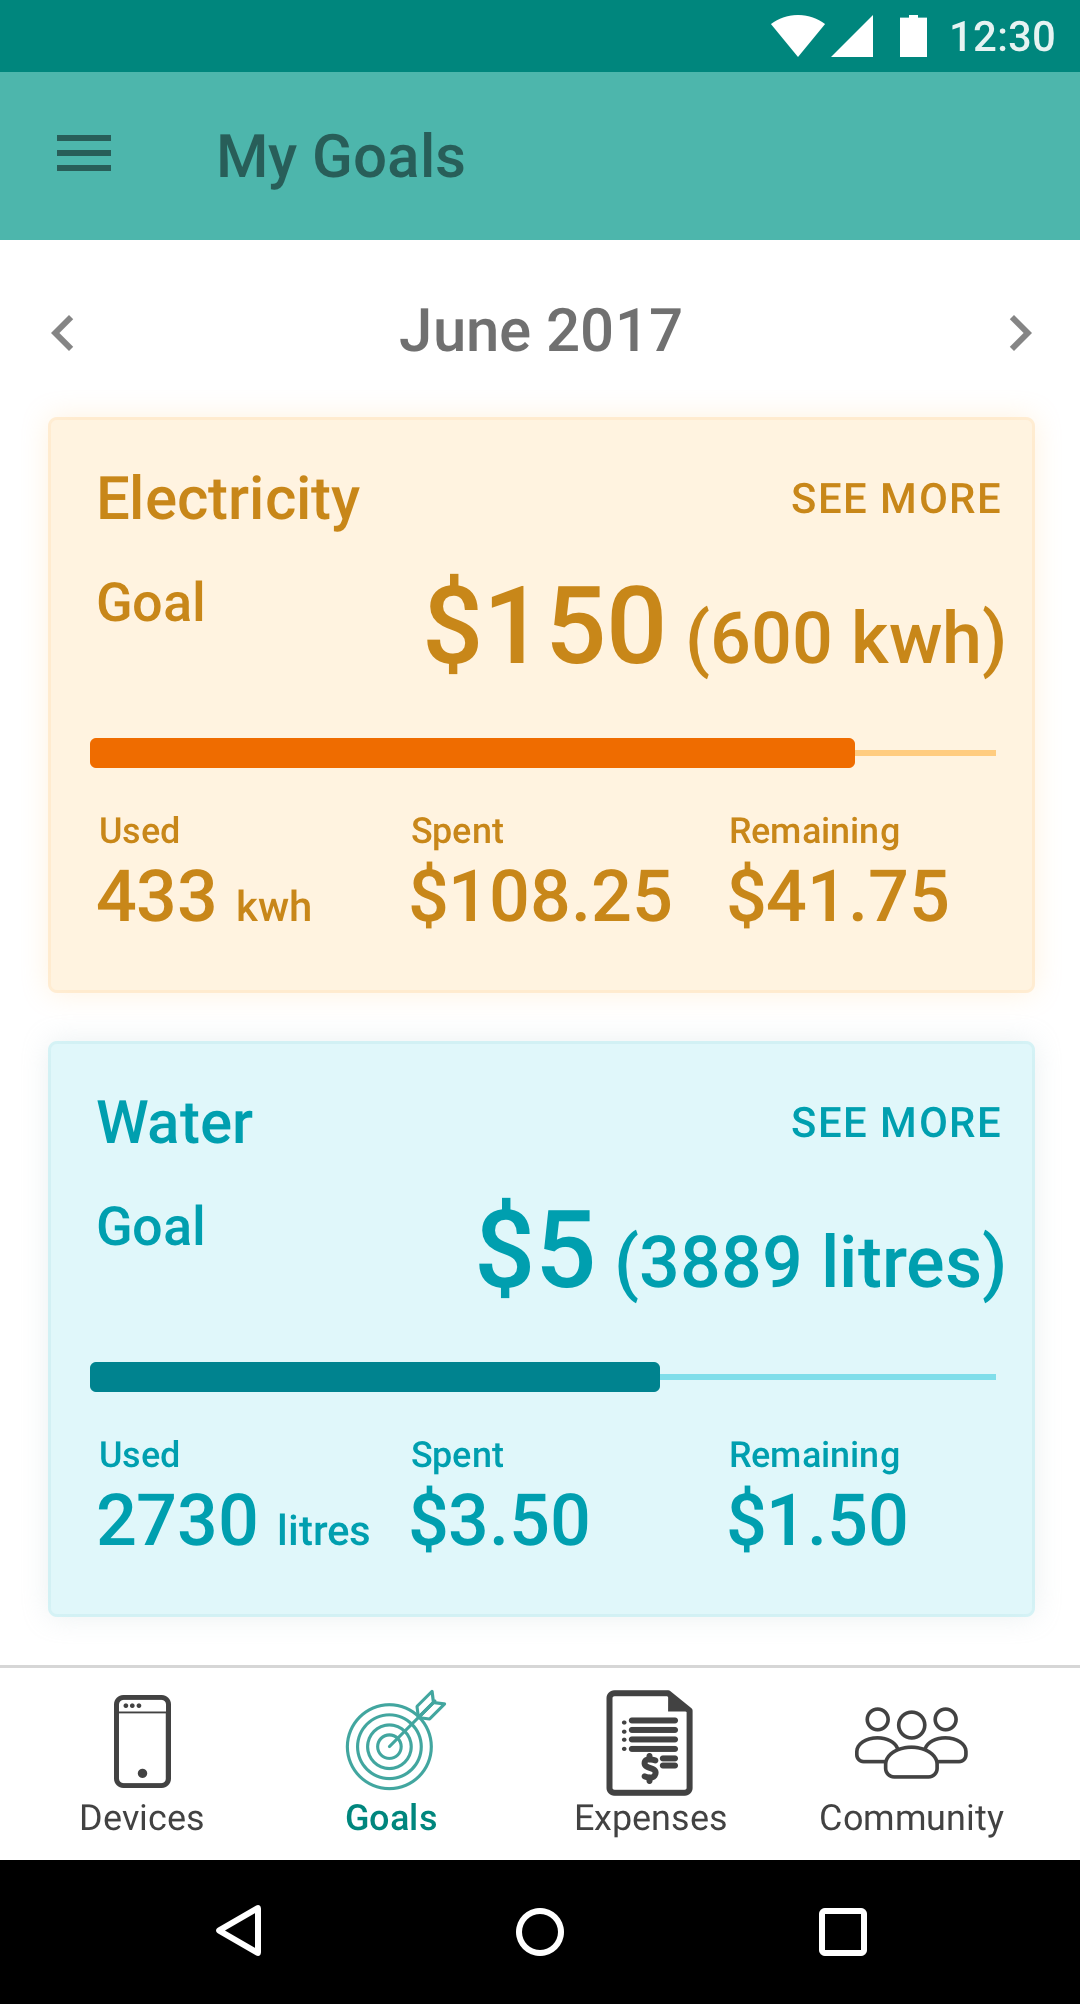 12:30
My Goals
June 2017
Electricity SEE MORE
Goal $150 (600 kwh)
Used Spent Remaining
433 kwh $108.25 $41.75
Water SEE MORE
Goal $5 (3889 litres)
Used Spent Remaining
2730 litres $3.50 $1.50
Devices Goals Expenses Community